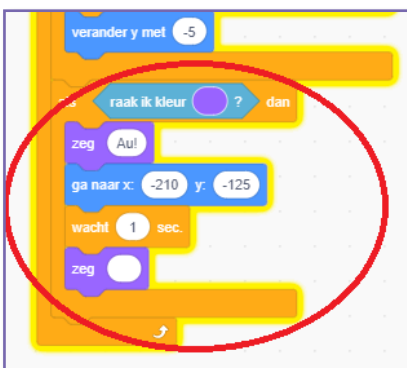 verander y met -5
als raak ik kleur ? dan
zeg Au!
ga naar x: -210 y: -125
wacht 1 sec.
zeg